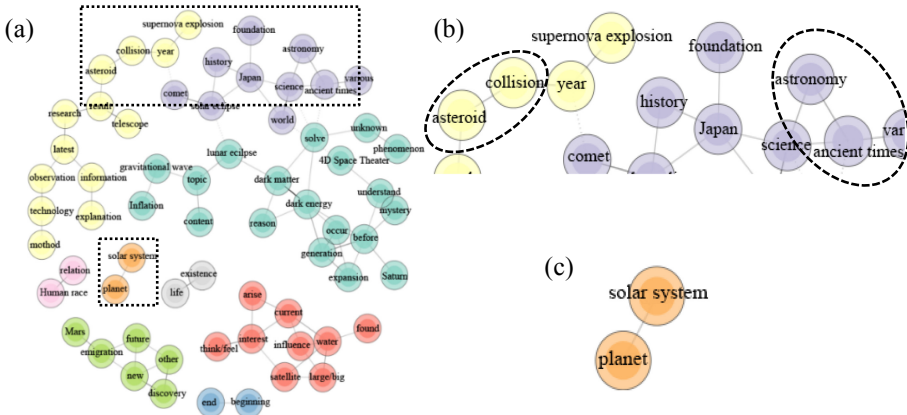 (a)
supernova explosion
foundation
collision
year
astronomy
history
asteroid
Japan
science
various
comet
ancient times
solar eclipse
research
telescope
world
unknown
solve
phenomenon
latest
lunar ecilpse
4D Space Theater
gravitational wave
observation
information
topic
dark matter
understand
Inflation
dark energy
mystery
technology
explanation
content
reason
occur
before
mothod
generation
solar system
expansion
Saturn
relation
existence
Human race
planet
life
arise
current
Mars
future
found
emigration
interest
influence
water
other
think/feel
new
satellite
large/big
discovery
end
beginning
(b)
supernova explosion
foundation
collision
year
astronomy
asteroid
history
Japan
science
var
comet
ancient times
(c)
solar system
planet